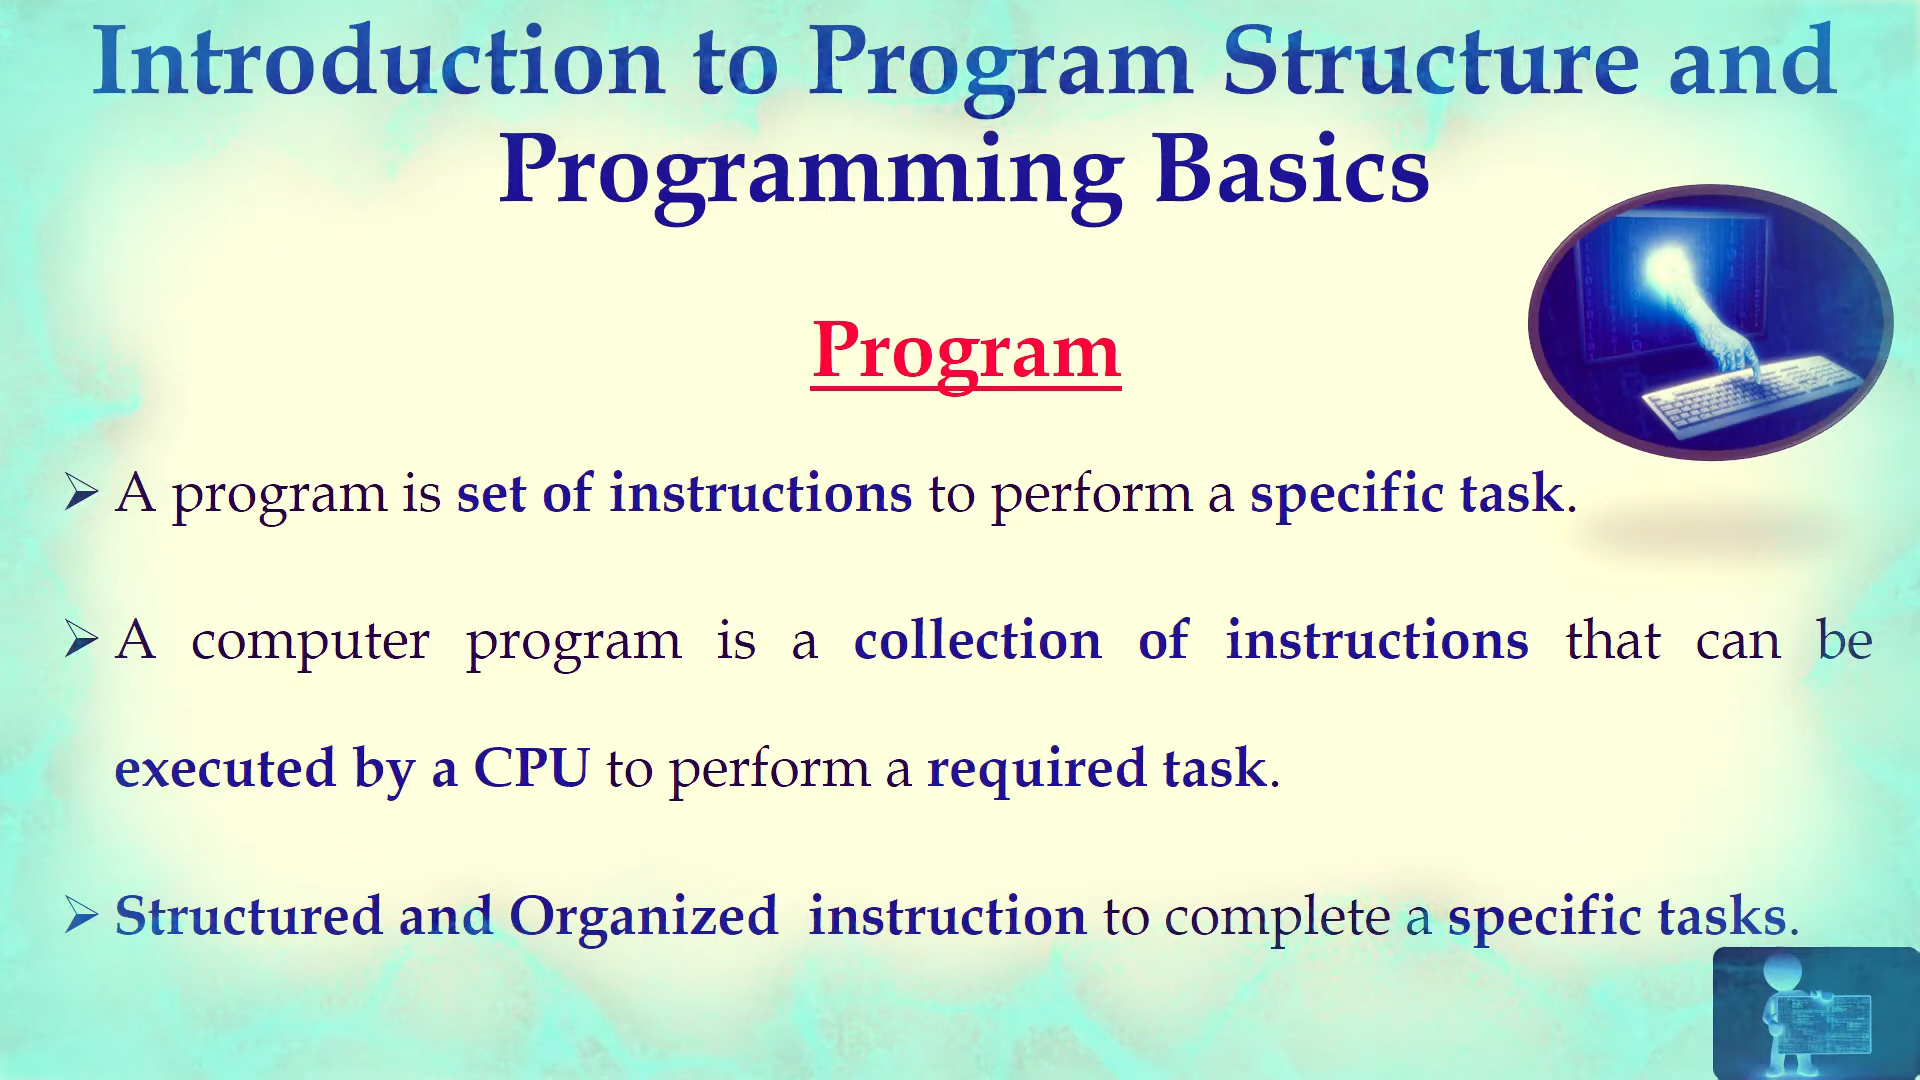 Introduction to Program Structure and
Programming Basics
Program
➢ A program is set of instructions to perform a specific task.
➢ A computer program is a collection of instructions that can be
executed by a CPU to perform a required task.
➢ Structured and Organized  instruction to complete a specific tasks.